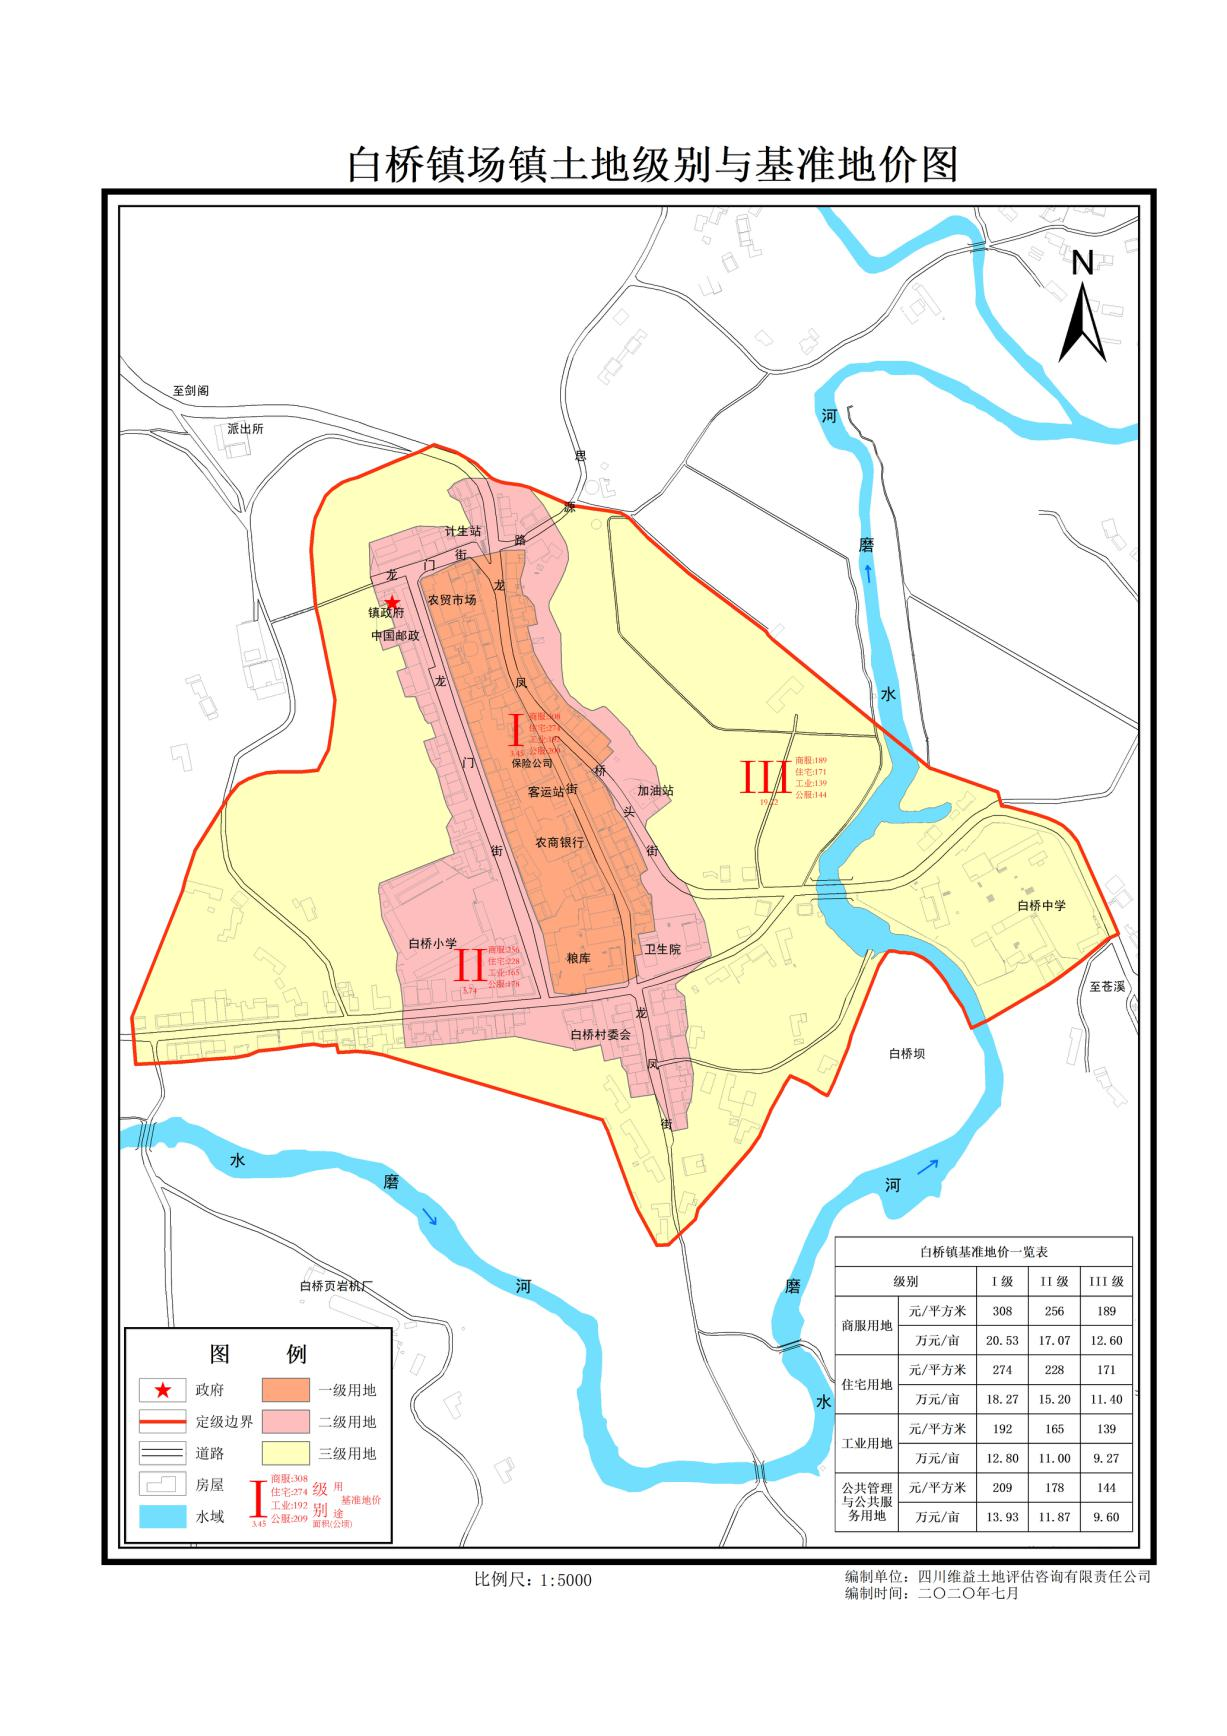 白桥镇场镇土地级别与基准地价图
N
至剑阁
派出所
河
思
源
路
计生站
街
门
龙
磨
龙
农贸市场
镇政府
中国邮政
龙
凤
水
I
商服:308
住宅:274
工业:192
公服:209
3.45
保险公司
门
桥
III
商服:189
住宅:171
工业:139
公服:144
客运站
街
加油站
头
农商银行
街
街
白桥中学
白桥小学
II
商服:256
住宅:228
工业:165
公服:178
5.74
粮库
卫生院
至苍溪
龙
白桥村委会
凤
白桥坝
街
水
磨
河
河
磨
白桥页岩机厂
水
白桥镇基准地价一览表
级别 I 级 II 级 III 级
商服用地 元/平方米 308 256 189
万元/亩 20.53 17.07 12.60
住宅用地 元/平方米 274 228 171
万元/亩 18.27 15.20 11.40
工业用地 元/平方米 192 165 139
万元/亩 12.80 11.00 9.27
公共管理与公共服务用地 元/平方米 209 178 144
万元/亩 13.93 11.87 9.60
图 例
政府 一级用地
定级边界 二级用地
道路 三级用地
房屋
水域
I
商服:308
住宅:274
工业:192
公服:209
3.45
级别
用途
基准地价
面积(公顷)
比例尺：1:5000
编制单位：四川维益土地评估咨询有限责任公司
编制时间：二〇二〇年七月